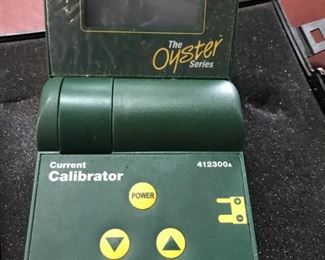 The
Oyster
Series
Current
412300A
Calibrator
POWER